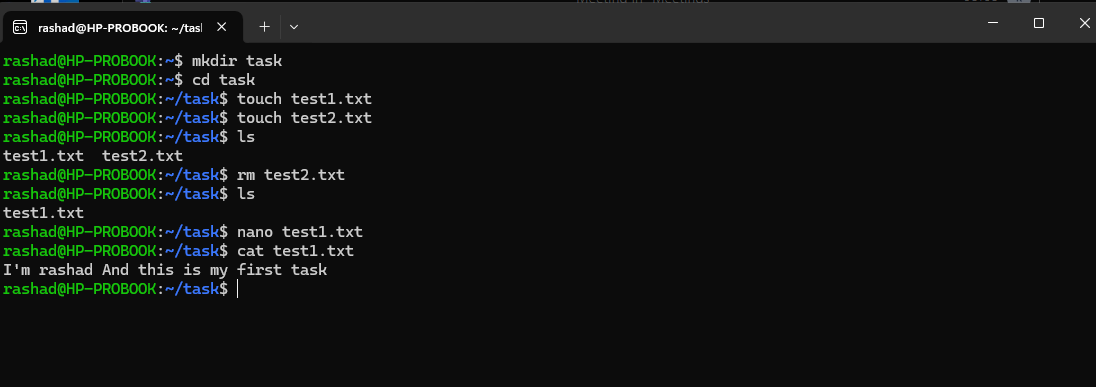 rashad@HP-PROBOOK: ~/task
rashad@HP-PROBOOK:~$ mkdir task
rashad@HP-PROBOOK:~$ cd task
rashad@HP-PROBOOK:~/task$ touch test1.txt
rashad@HP-PROBOOK:~/task$ touch test2.txt
rashad@HP-PROBOOK:~/task$ ls
test1.txt  test2.txt
rashad@HP-PROBOOK:~/task$ rm test2.txt
rashad@HP-PROBOOK:~/task$ ls
test1.txt
rashad@HP-PROBOOK:~/task$ nano test1.txt
rashad@HP-PROBOOK:~/task$ cat test1.txt
I'm rashad And this is my first task
rashad@HP-PROBOOK:~/task$